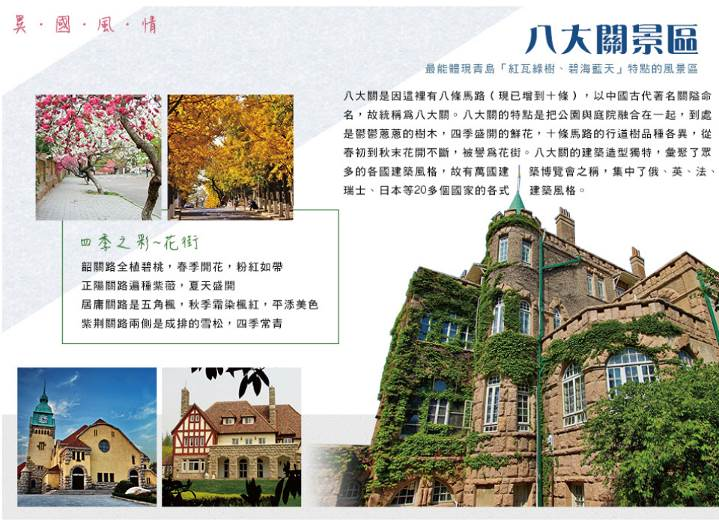 異・國・風・情
八大關景區
最能體現青島「紅瓦綠樹、碧海藍天」特點的風景區
八大關是因這裡有八條馬路（現已增到十條），以中國古代著名關隘命
名，故統稱爲八大關。八大關的特點是把公園與庭院融合在一起，到處
是鬱鬱蔥蔥的樹木，四季盛開的鮮花，十條馬路的行道樹品種各異，從
春初到秋末花開不斷，被譽爲花街。八大關的建築造型獨特，彙聚了眾
多的各國建築風格，故有萬國建築博覽會之稱，集中了俄、英、法、
瑞士、日本等20多個國家的各式建築風格。
四季之彩~花街
韶關路全植碧桃，春季開花，粉紅如帶
正陽關路遍種紫薇，夏天盛開
居庸關路是五角楓，秋季霜染楓紅，平添美色
紫荆關路兩側是成排的雪松，四季常青